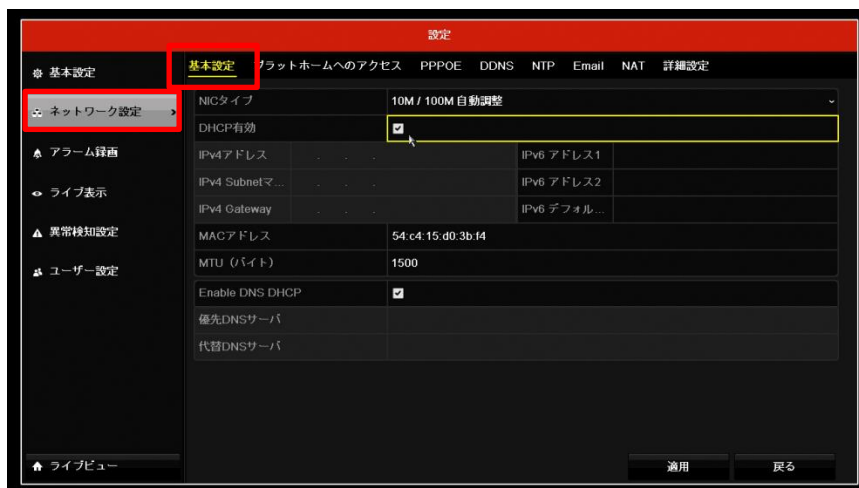 設定
基本設定
ネットワーク設定
アラーム録画
ライブ表示
異常検知設定
ユーザー設定
ライブビュー
基本設定 プラットホームへのアクセス PPPOE DDNS NTP Email NAT 詳細設定
NICタイプ 10M / 100M 自動調整
DHCP有効
IPv4アドレス . . . IPv6 アドレス1
IPv4 Subnetマ... . . . IPv6 アドレス2
IPv4 Gateway . . . IPv6 デフォル...
MACアドレス 54:c4:15:d0:3b:f4
MTU（バイト） 1500
Enable DNS DHCP
優先DNSサーバ
代替DNSサーバ
適用 戻る